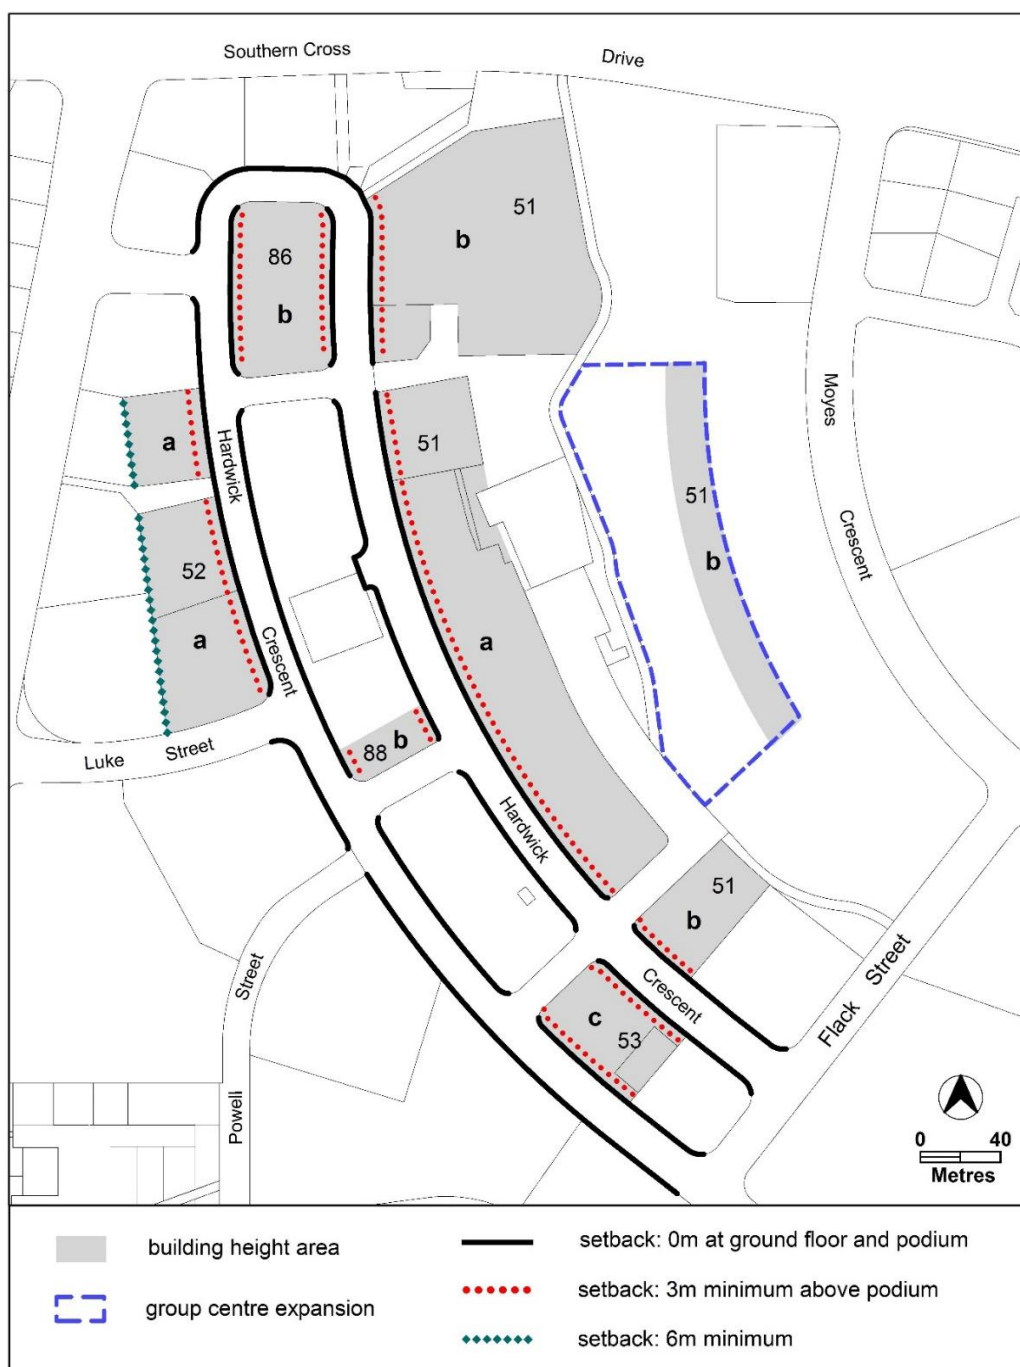 Southern Cross
Drive
51
b
86
b
Moyes
a
Hardwick
51
51
b
Crescent
52
a
Crescent
a
88
b
Luke
Street
Hardwick
51
b
Street
Crescent
c
53
Flack
Street
Powell
0 40
Metres
building height area
setback: 0m at ground floor and podium
group centre expansion
setback: 3m minimum above podium
setback: 6m minimum